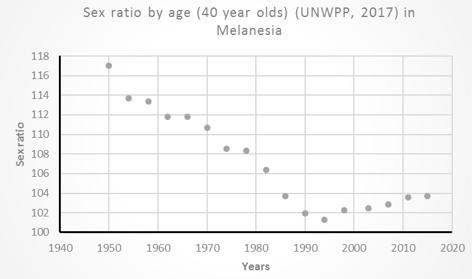 Sex ratio by age (40 year olds) (UNWPP, 2017) in
Melanesia
118
116
114
112
110
108
106
104
102
100
Sex ratio
1940 1950 1960 1970 1980 1990 2000 2010 2020
Years